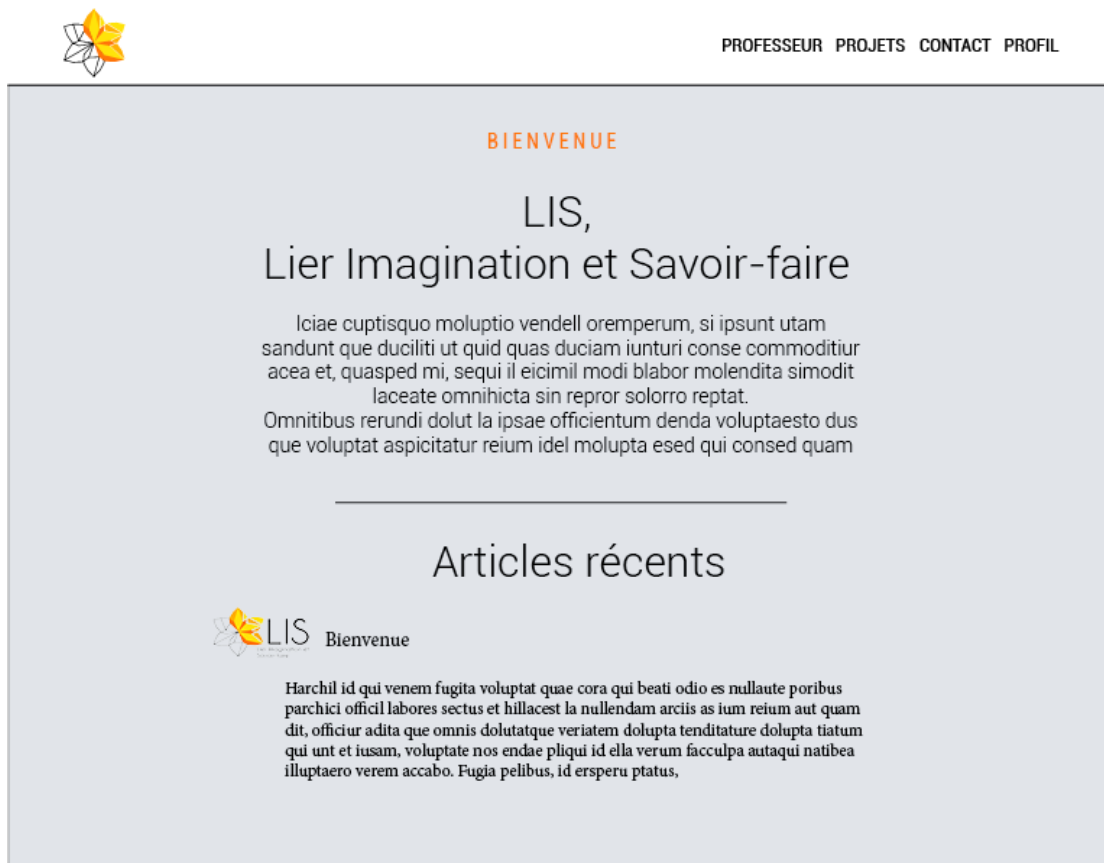 PROFESSEUR PROJETS CONTACT PROFIL
BIENVENUE
LIS,
Lier Imagination et Savoir-faire
Iciae cuptisquo moluptio vendell oremperum, si ipsunt utam
sandunt que duciliti ut quid quas duciam iunturi conse commoditiur
acea et, quasped mi, sequi il eicimil modi blabor molendita simodit
laceate omnihicta sin repror solorro reptat.
Omnitibus rerundi dolut la ipsae officientum denda voluptaesto dus
que voluptat aspicitatur reium idel molupta esed qui consed quam
Articles récents
LIS
Bienvenue
Harchil id qui venem fugita voluptat quae cora qui beati odio es nullaute poribus
parchici officil labores sectus et hillacest la nullendam arciis as ium reium aut quam
dit, officiur adita que omnis dolutatque veriatem dolupta tenditature dolupta tiatum
qui unt et iusam, voluptate nos endae pliqui id ella verum facculpa autaqui natibea
illuptaero verem accabo. Fugia pelibus, id ersperu ptatus,